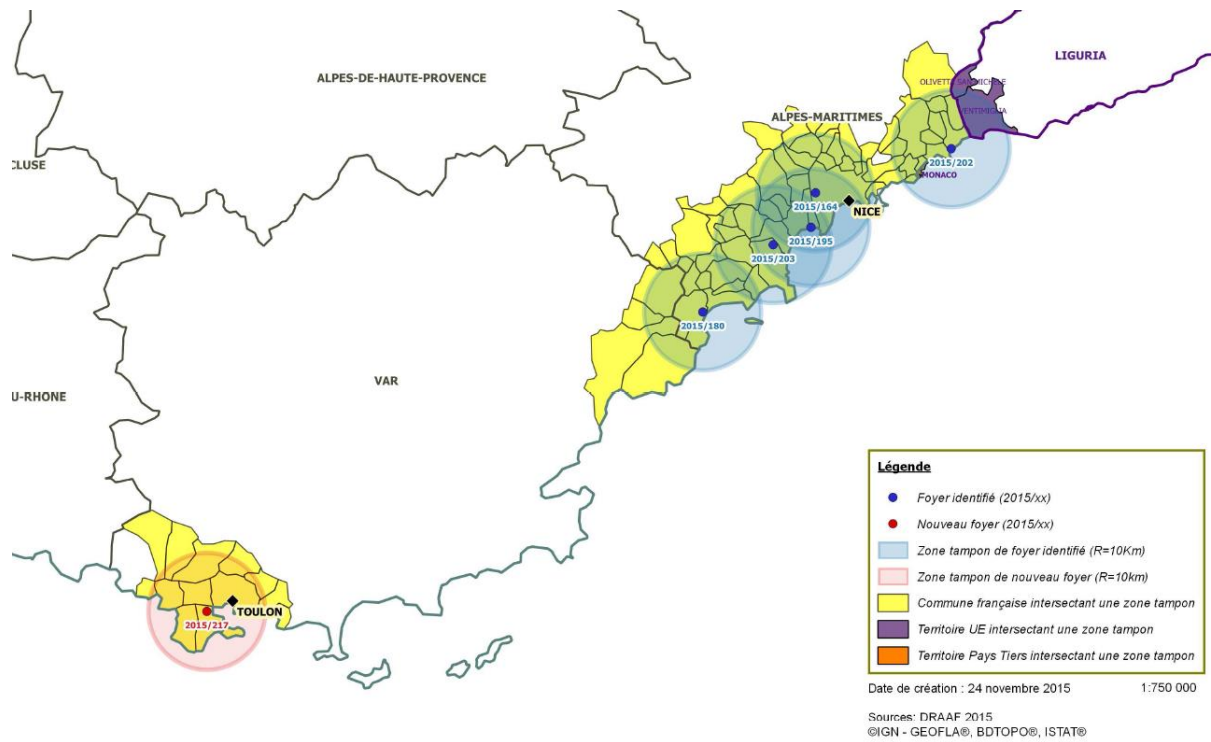 LIGURIA
ALPES-DE-HAUTE-PROVENCE
OLIVETTA SAN MICHELE
VENTIMIGLIA
ALPES-MARITIMES
CLUSE
2015/202
MONACO
2015/164
NICE
2015/195
2015/203
2015/180
VAR
U-RHONE
TOULON
2015/217
Légende
Foyer identifié (2015/xx)
Nouveau foyer (2015/xx)
Zone tampon de foyer identifié (R=10Km)
Zone tampon de nouveau foyer (R=10km)
Commune française intersectant une zone tampon
Territoire UE intersectant une zone tampon
Territoire Pays Tiers intersectant une zone tampon
Date de création : 24 novembre 2015 1:750 000
Sources: DRAAF 2015
©IGN - GEOFLA®, BDTOPO®, ISTAT®